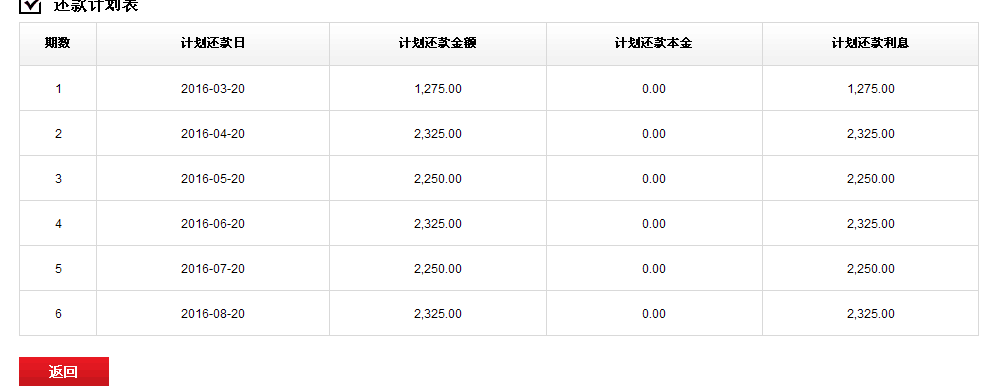 还款计划表
期数 计划还款日 计划还款金额 计划还款本金 计划还款利息
1 2016-03-20 1,275.00 0.00 1,275.00
2 2016-04-20 2,325.00 0.00 2,325.00
3 2016-05-20 2,250.00 0.00 2,250.00
4 2016-06-20 2,325.00 0.00 2,325.00
5 2016-07-20 2,250.00 0.00 2,250.00
6 2016-08-20 2,325.00 0.00 2,325.00
返回